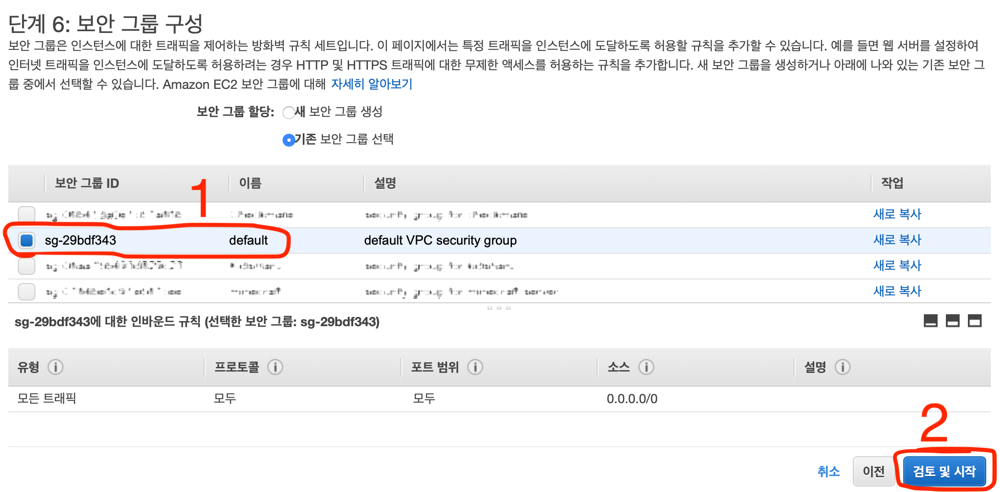 단계 6: 보안 그룹 구성
보안 그룹은 인스턴스에 대한 트래픽을 제어하는 방화벽 규칙 세트입니다. 이 페이지에서는 특정 트래픽을 인스턴스에 도달하도록 허용할 규칙을 추가할 수 있습니다. 예를 들면 웹 서버를 설정하여
인터넷 트래픽을 인스턴스에 도달하도록 허용하려는 경우 HTTP 및 HTTPS 트래픽에 대한 무제한 액세스를 허용하는 규칙을 추가합니다. 새 보안 그룹을 생성하거나 아래에 나와 있는 기존 보안 그
룹 중에서 선택할 수 있습니다. Amazon EC2 보안 그룹에 대해 자세히 알아보기
보안 그룹 할당: 새 보안 그룹 생성
기존 보안 그룹 선택
보안 그룹 ID 1 이름 설명 작업
security group for 새로 복사
sg-29bdf343 default default VPC security group 새로 복사
security group for 새로 복사
minecraft security group for minecraft server 새로 복사
sg-29bdf343에 대한 인바운드 규칙 (선택한 보안 그룹: sg-29bdf343)
유형 프로토콜 포트 범위 소스 설명
모든 트래픽 모두 모두 0.0.0.0/0
2
취소 이전 검토 및 시작